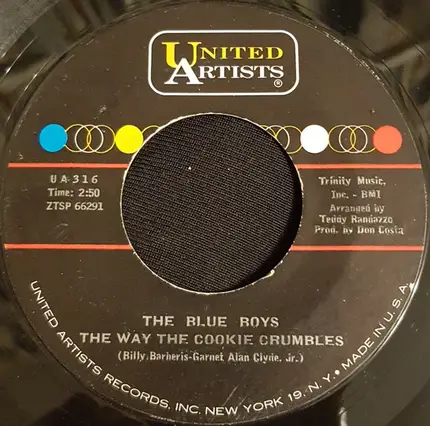 UNITED
ARTISTS®
UA-316
Time: 2:50
ZTSP 66291
Trinity Music,
Inc. - BMI
Arranged by
Teddy Randazzo
Prod. by Don Costa
THE BLUE BOYS
THE WAY THE COOKIE CRUMBLES
(Billy Barberis-Garnet Alan Clyde, Jr.)
UNITED ARTISTS RECORDS, INC. NEW YORK 19, N.Y. • MADE IN U.S.A.